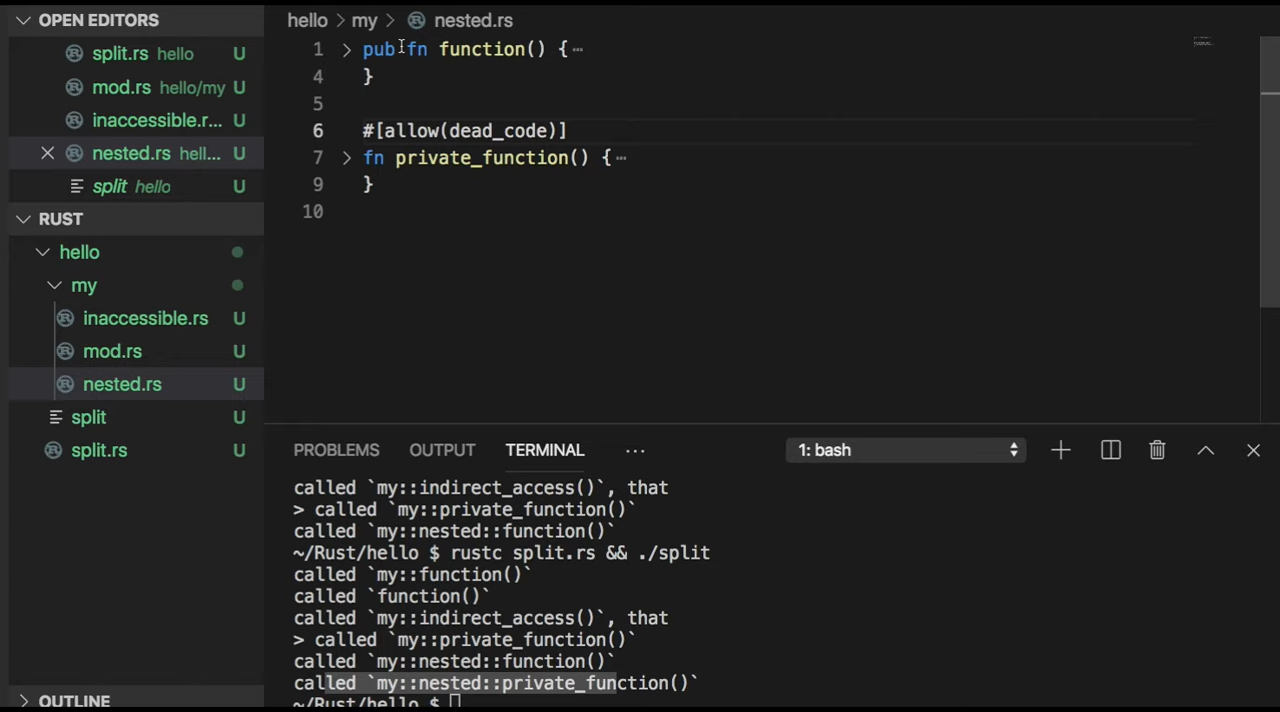 OPEN EDITORS
split.rs hello U
mod.rs hello/my U
inaccessible.r... U
nested.rs hell... U
split hello U
RUST
hello
my
inaccessible.rs U
mod.rs U
nested.rs U
split U
split.rs U
OUTLINE
hello > my > nested.rs
1 pub fn function() {
4 }
5
6 #[allow(dead_code)]
7 fn private_function() {
9 }
10
PROBLEMS OUTPUT TERMINAL ... 1: bash
called `my::indirect_access()`, that
> called `my::private_function()`
called `my::nested::function()`
~/Rust/hello $ rustc split.rs && ./split
called `my::function()`
called `function()`
called `my::indirect_access()`, that
> called `my::private_function()`
called `my::nested::function()`
called `my::nested::private_function()`
~/Rust/hello $